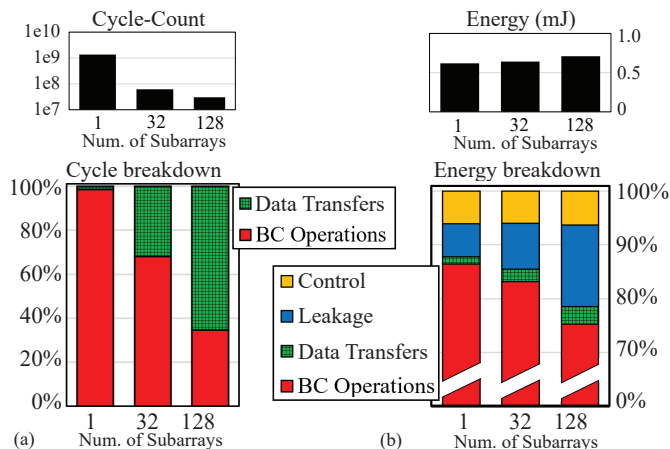 Cycle-Count
1e10
1e9
1e8
1e7
1 32 128
Num. of Subarrays
Energy (mJ)
1.0
0.5
0
1 32 128
Num. of Subarrays
Cycle breakdown
100%
80%
60%
40%
20%
0%
1 32 128
Num. of Subarrays
(a)
Data Transfers
BC Operations
Energy breakdown
100%
90%
80%
70%
0%
1 32 128
Num. of Subarrays
(b)
Control
Leakage
Data Transfers
BC Operations